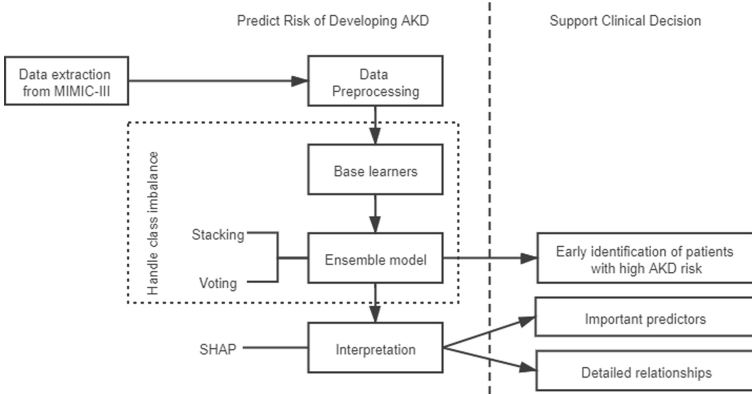 Predict Risk of Developing AKD
Support Clinical Decision
Data extraction
from MIMIC-III
Data
Preprocessing
Handle class imbalance
Base learners
Stacking
Voting
Ensemble model
Early identification of patients
with high AKD risk
SHAP
Interpretation
Important predictors
Detailed relationships